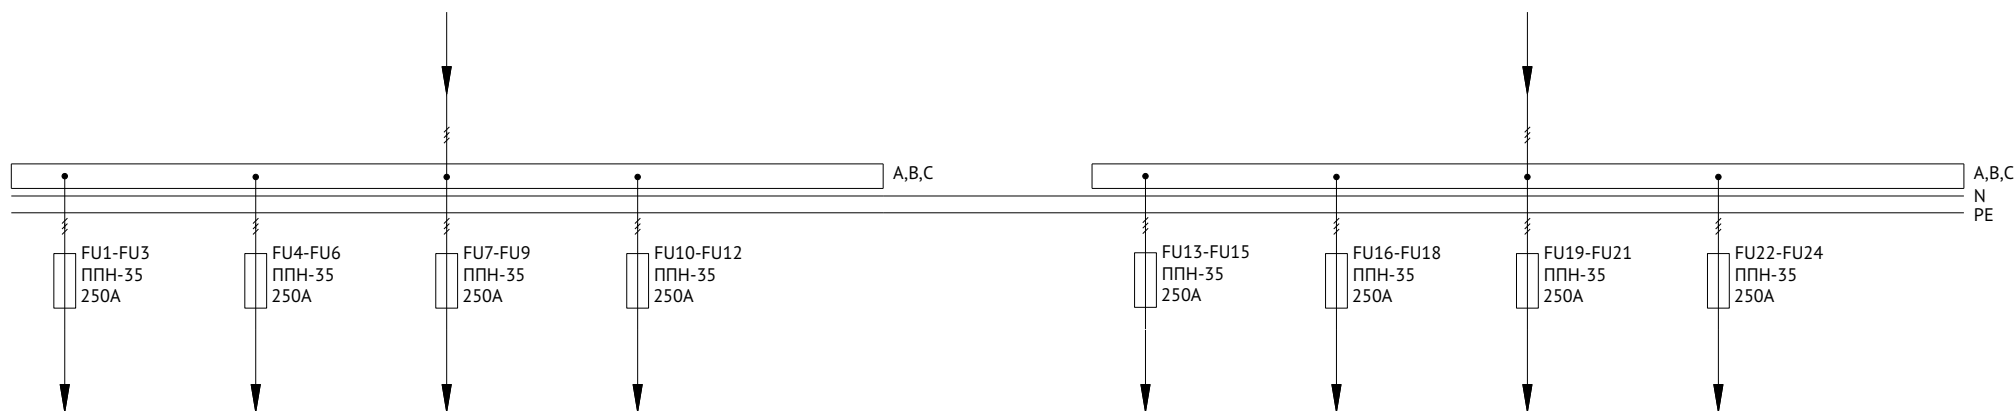 A,B,C
A,B,C
N
PE
FU1-FU3
ППН-35
250А
FU4-FU6
ППН-35
250А
FU7-FU9
ППН-35
250А
FU10-FU12
ППН-35
250А
FU13-FU15
ППН-35
250А
FU16-FU18
ППН-35
250А
FU19-FU21
ППН-35
250А
FU22-FU24
ППН-35
250А